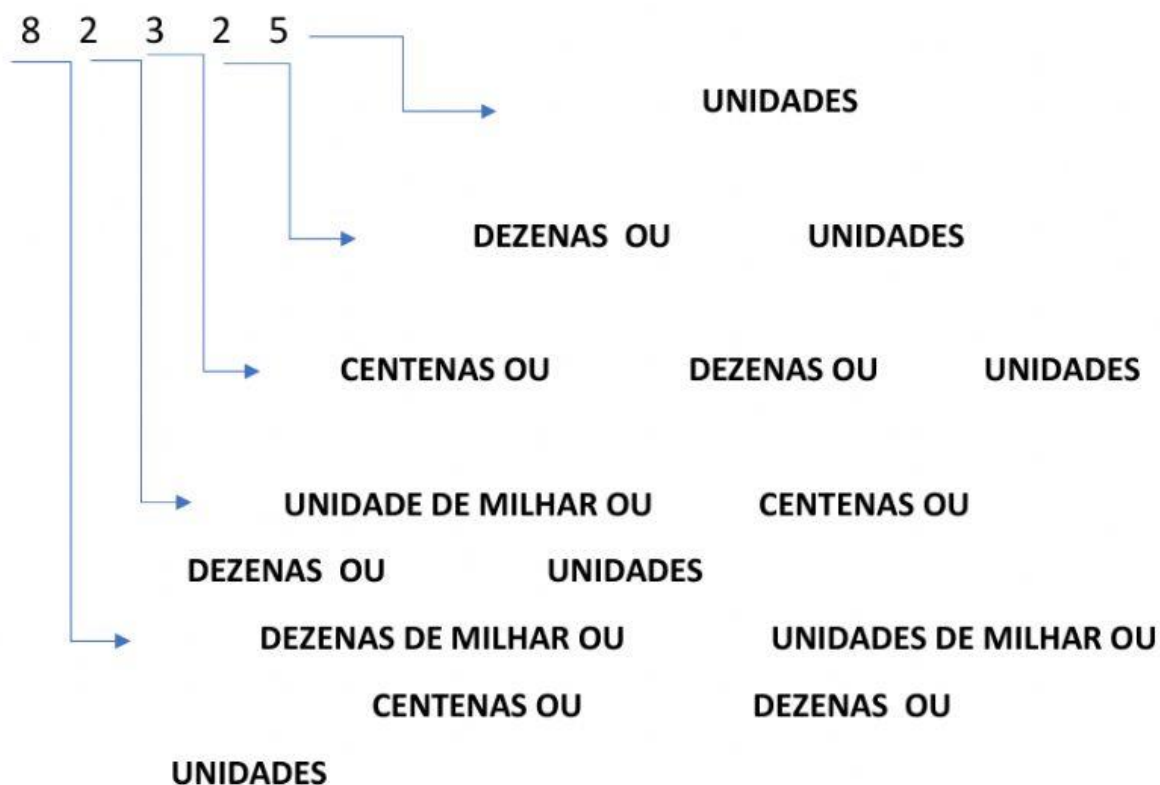 8 2 3 2 5
UNIDADES
DEZENAS OU UNIDADES
CENTENAS OU DEZENAS OU UNIDADES
UNIDADE DE MILHAR OU CENTENAS OU
DEZENAS OU UNIDADES
DEZENAS DE MILHAR OU UNIDADES DE MILHAR OU
CENTENAS OU DEZENAS OU
UNIDADES